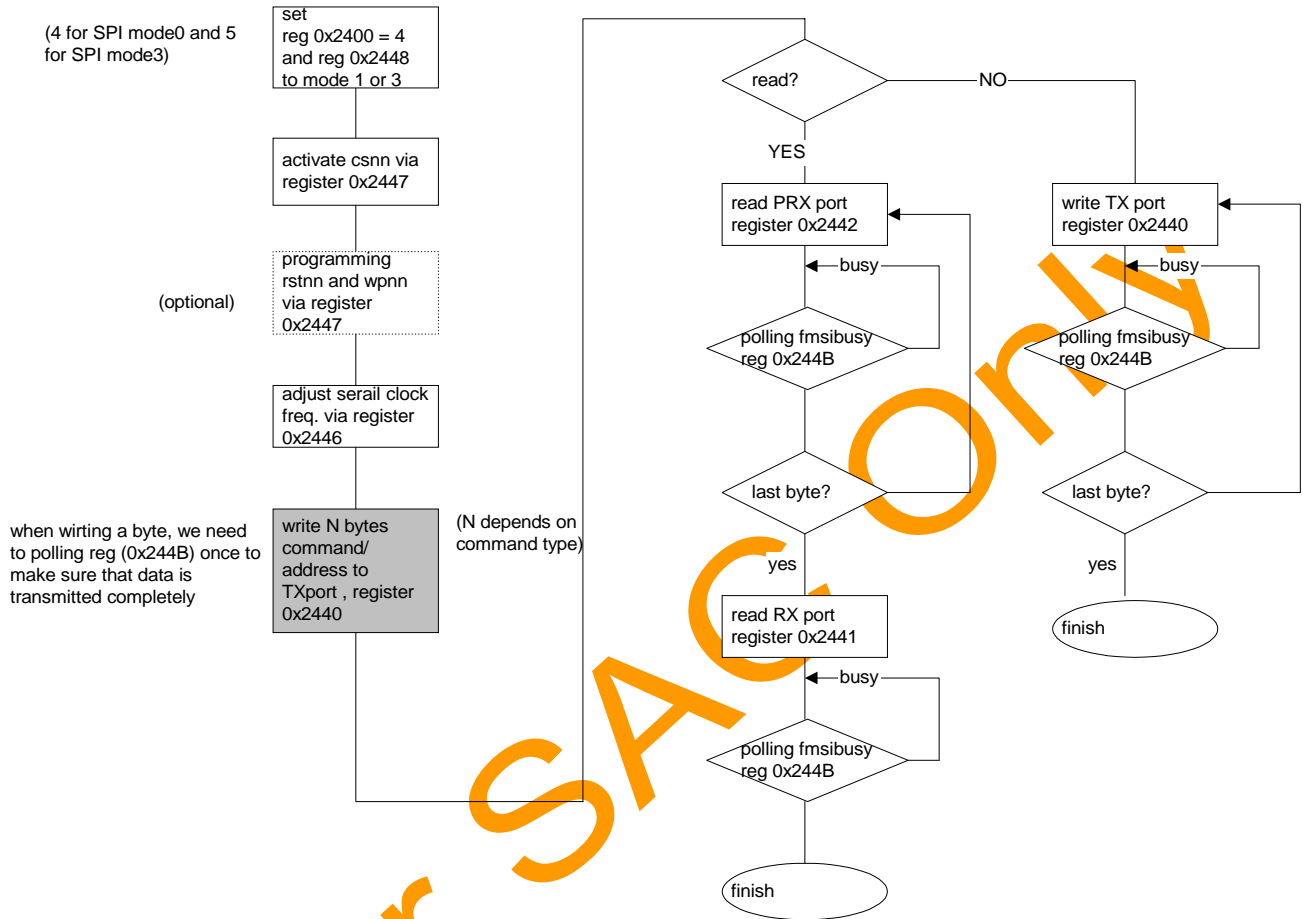 (4 for SPI mode0 and 5
for SPI mode3)
set
reg 0x2400 = 4
and reg 0x2448
to mode 1 or 3
activate csnn via
register 0x2447
(optional)
programming
rstnn and wpnn
via register
0x2447
adjust serail clock
freq. via register
0x2446
when wirting a byte, we need
to polling reg (0x244B) once to
make sure that data is
transmitted completely
write N bytes
command/
address to
TXport , register
0x2440
(N depends on
command type)
read?
NO
YES
read PRX port
register 0x2442
busy
polling fmsibusy
reg 0x244B
last byte?
yes
read RX port
register 0x2441
busy
polling fmsibusy
reg 0x244B
finish
write TX port
register 0x2440
busy
polling fmsibusy
reg 0x244B
last byte?
yes
finish
r SAC Only